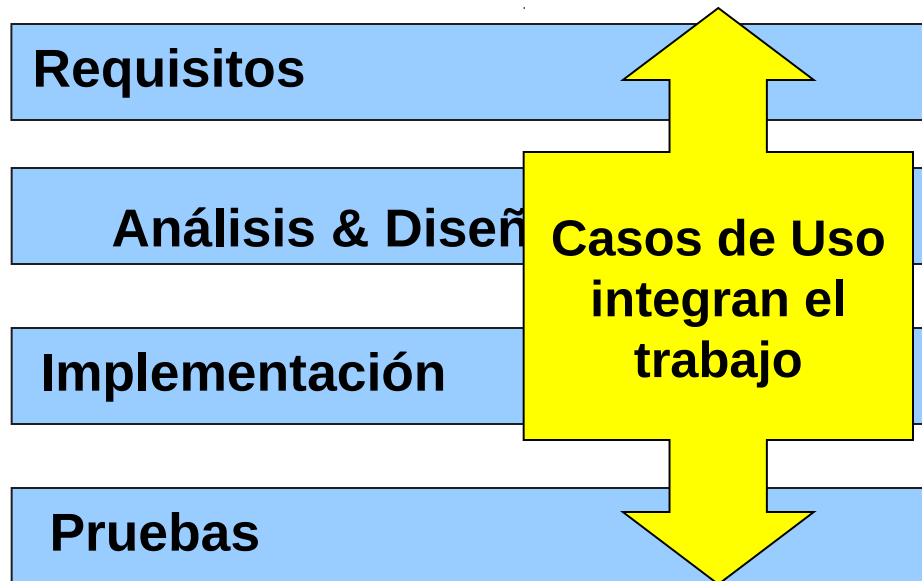 Requisitos
Análisis & Diseñ
Casos de Uso
integran el
trabajo
Implementación
Pruebas